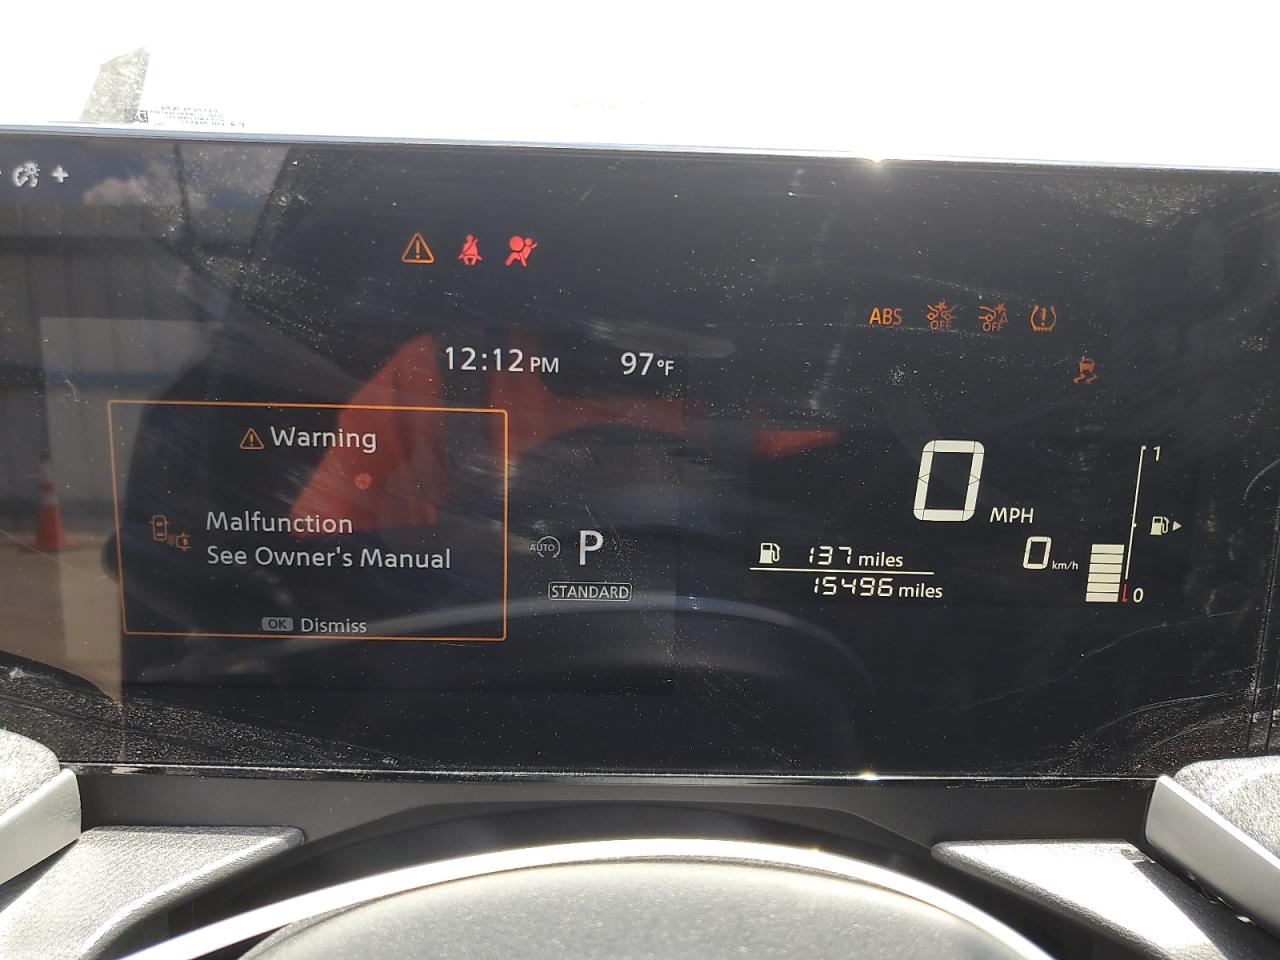 ABS
OFF
OFF
12:12 PM
97°F
Warning
Malfunction
See Owner's Manual
OK Dismiss
AUTO
P
STANDARD
0 MPH
0 km/h
137 miles
15496 miles
1
0